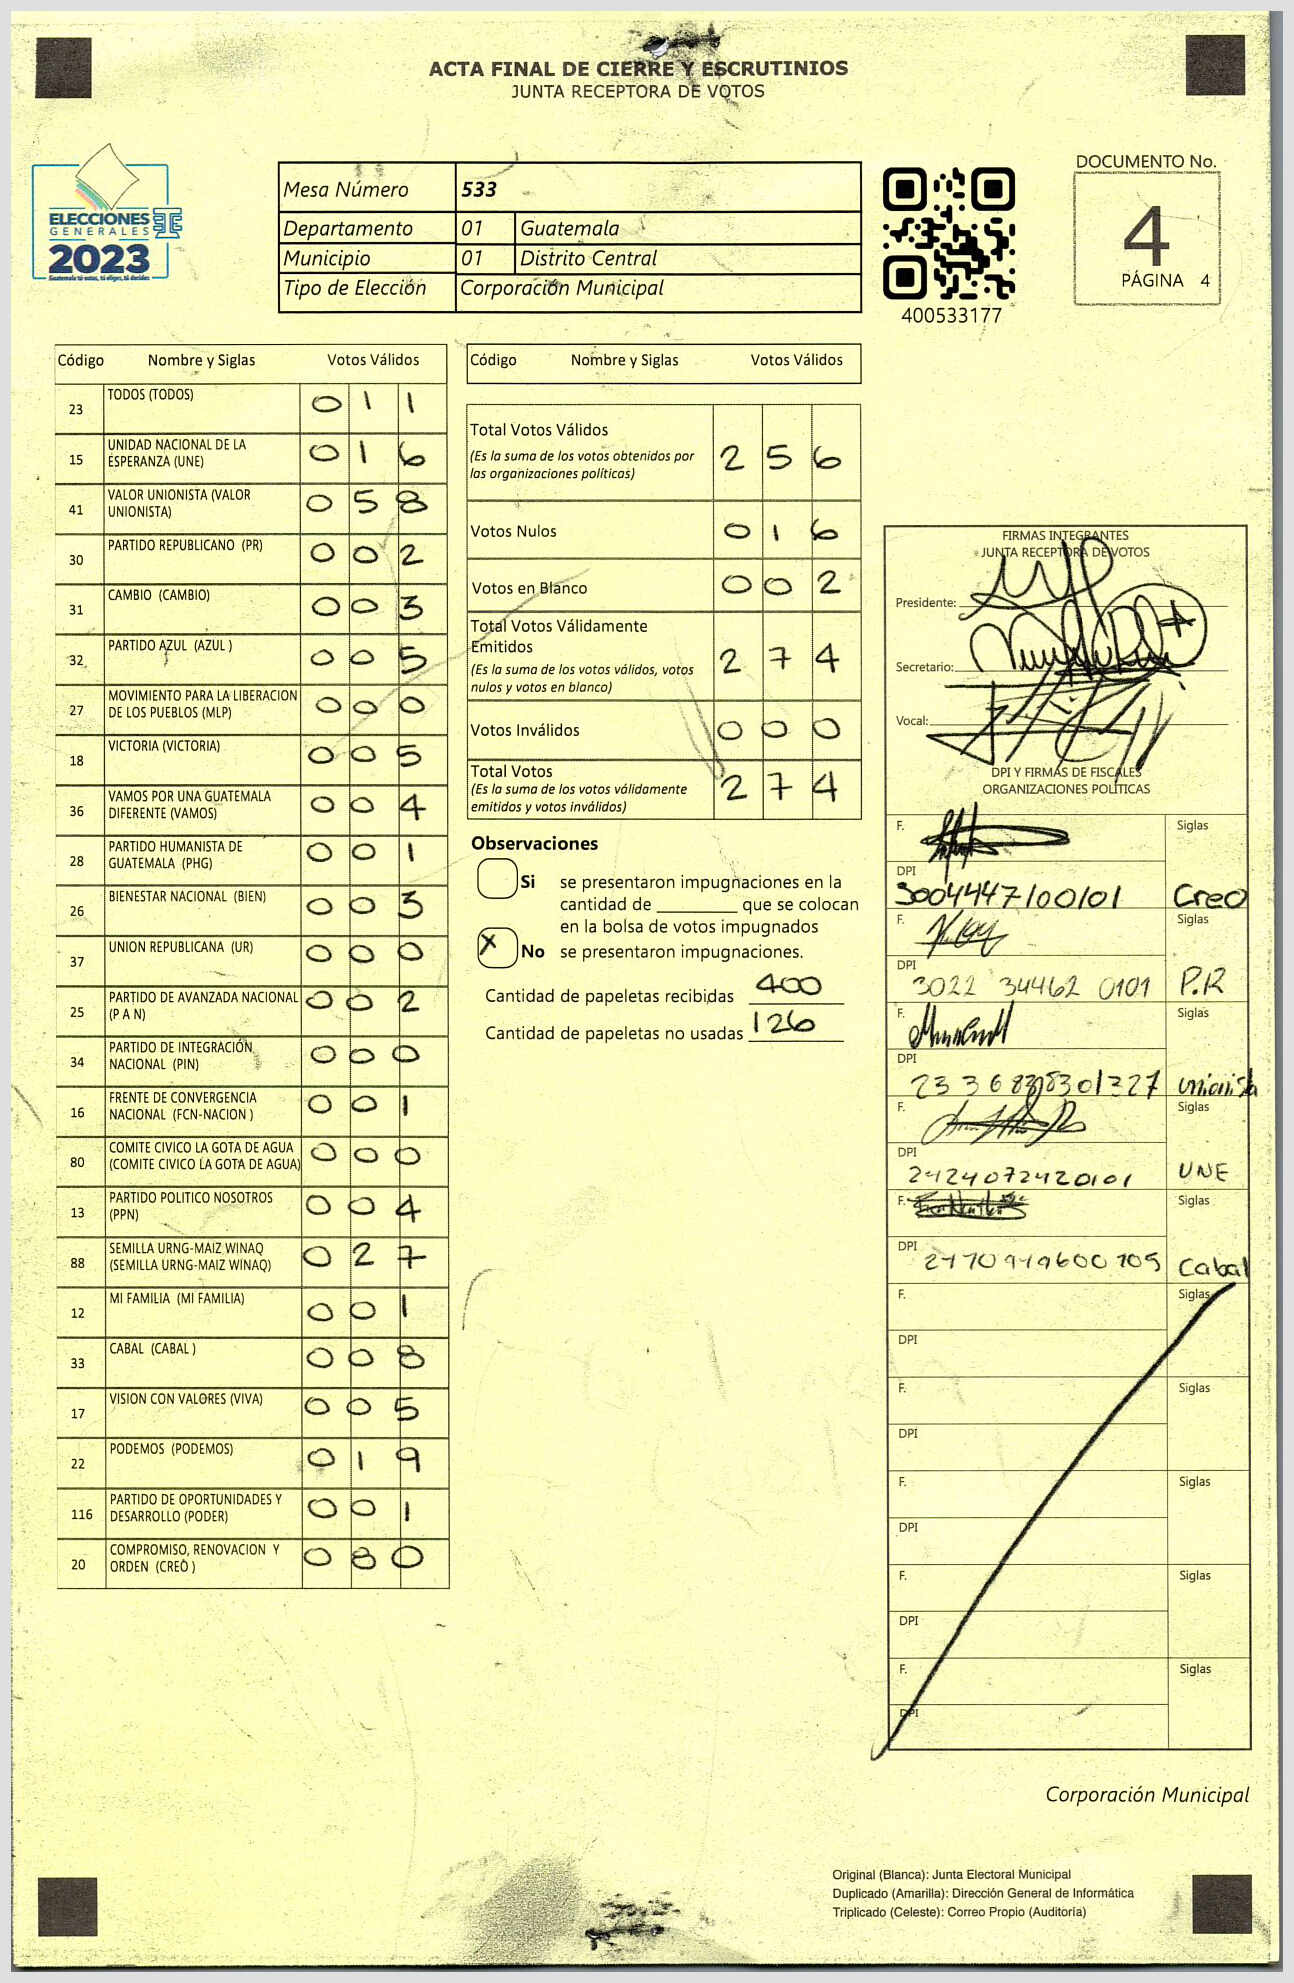 ACTA FINAL DE CIERRE Y ESCRUTINIOS
JUNTA RECEPTORA DE VOTOS
ELECCIONES
GENERALES
2023
Guatemala tú votas, tú eliges, tú decides
Mesa Número 533
Departamento 01 Guatemala
Municipio 01 Distrito Central
Tipo de Elección Corporación Municipal
400533177
DOCUMENTO No.
4
PÁGINA 4
Código Nombre y Siglas Votos Válidos
23 TODOS (TODOS) 0 1 1
15 UNIDAD NACIONAL DE LA
ESPERANZA (UNE) 0 1 6
41 VALOR UNIONISTA (VALOR
UNIONISTA) 0 5 8
30 PARTIDO REPUBLICANO (PR) 0 0 2
31 CAMBIO (CAMBIO) 0 0 3
32 PARTIDO AZUL (AZUL ) 0 0 5
27 MOVIMIENTO PARA LA LIBERACION
DE LOS PUEBLOS (MLP) 0 0 0
18 VICTORIA (VICTORIA) 0 0 5
36 VAMOS POR UNA GUATEMALA
DIFERENTE (VAMOS) 0 0 4
28 PARTIDO HUMANISTA DE
GUATEMALA (PHG) 0 0 1
26 BIENESTAR NACIONAL (BIEN) 0 0 3
37 UNION REPUBLICANA (UR) 0 0 0
25 PARTIDO DE AVANZADA NACIONAL
(P A N) 0 0 2
34 PARTIDO DE INTEGRACIÓN
NACIONAL (PIN) 0 0 0
16 FRENTE DE CONVERGENCIA
NACIONAL (FCN-NACION ) 0 0 1
80 COMITE CIVICO LA GOTA DE AGUA
(COMITE CIVICO LA GOTA DE AGUA) 0 0 0
13 PARTIDO POLITICO NOSOTROS
(PPN) 0 0 4
88 SEMILLA URNG-MAIZ WINAQ
(SEMILLA URNG-MAIZ WINAQ) 0 2 7
12 MI FAMILIA (MI FAMILIA) 0 0 1
33 CABAL (CABAL ) 0 0 8
17 VISION CON VALORES (VIVA) 0 0 5
22 PODEMOS (PODEMOS) 0 1 9
116 PARTIDO DE OPORTUNIDADES Y
DESARROLLO (PODER) 0 0 1
20 COMPROMISO, RENOVACION Y
ORDEN (CREO ) 0 8 0
Código Nombre y Siglas Votos Válidos
Total Votos Válidos
(Es la suma de los votos obtenidos por
las organizaciones políticas) 2 5 6
Votos Nulos 0 1 6
Votos en Blanco 0 0 2
Total Votos Válidamente
Emitidos
(Es la suma de los votos válidos, votos
nulos y votos en blanco) 2 7 4
Votos Inválidos 0 0 0
Total Votos
(Es la suma de los votos válidamente
emitidos y votos inválidos) 2 7 4
Observaciones
Si se presentaron impugnaciones en la
cantidad de ________ que se colocan
en la bolsa de votos impugnados
X No se presentaron impugnaciones.
Cantidad de papeletas recibidas 400
Cantidad de papeletas no usadas 126
FIRMAS INTEGRANTES
JUNTA RECEPTORA DE VOTOS
Presidente:
Secretario:
Vocal:
DPI Y FIRMAS DE FISCALES
ORGANIZACIONES POLÍTICAS
F. Siglas
DPI 3004447100101 Creo
F. Siglas
DPI 3022 34462 0101 P.R
F. Siglas
DPI unionista
F. Siglas
DPI 2424072420101 UNE
F. Siglas
DPI Cabal
F. Siglas
DPI
F. Siglas
DPI
F. Siglas
DPI
F. Siglas
DPI
F. Siglas
DPI
Corporación Municipal
Original (Blanca): Junta Electoral Municipal
Duplicado (Amarilla): Dirección General de Informática
Triplicado (Celeste): Correo Propio (Auditoría)